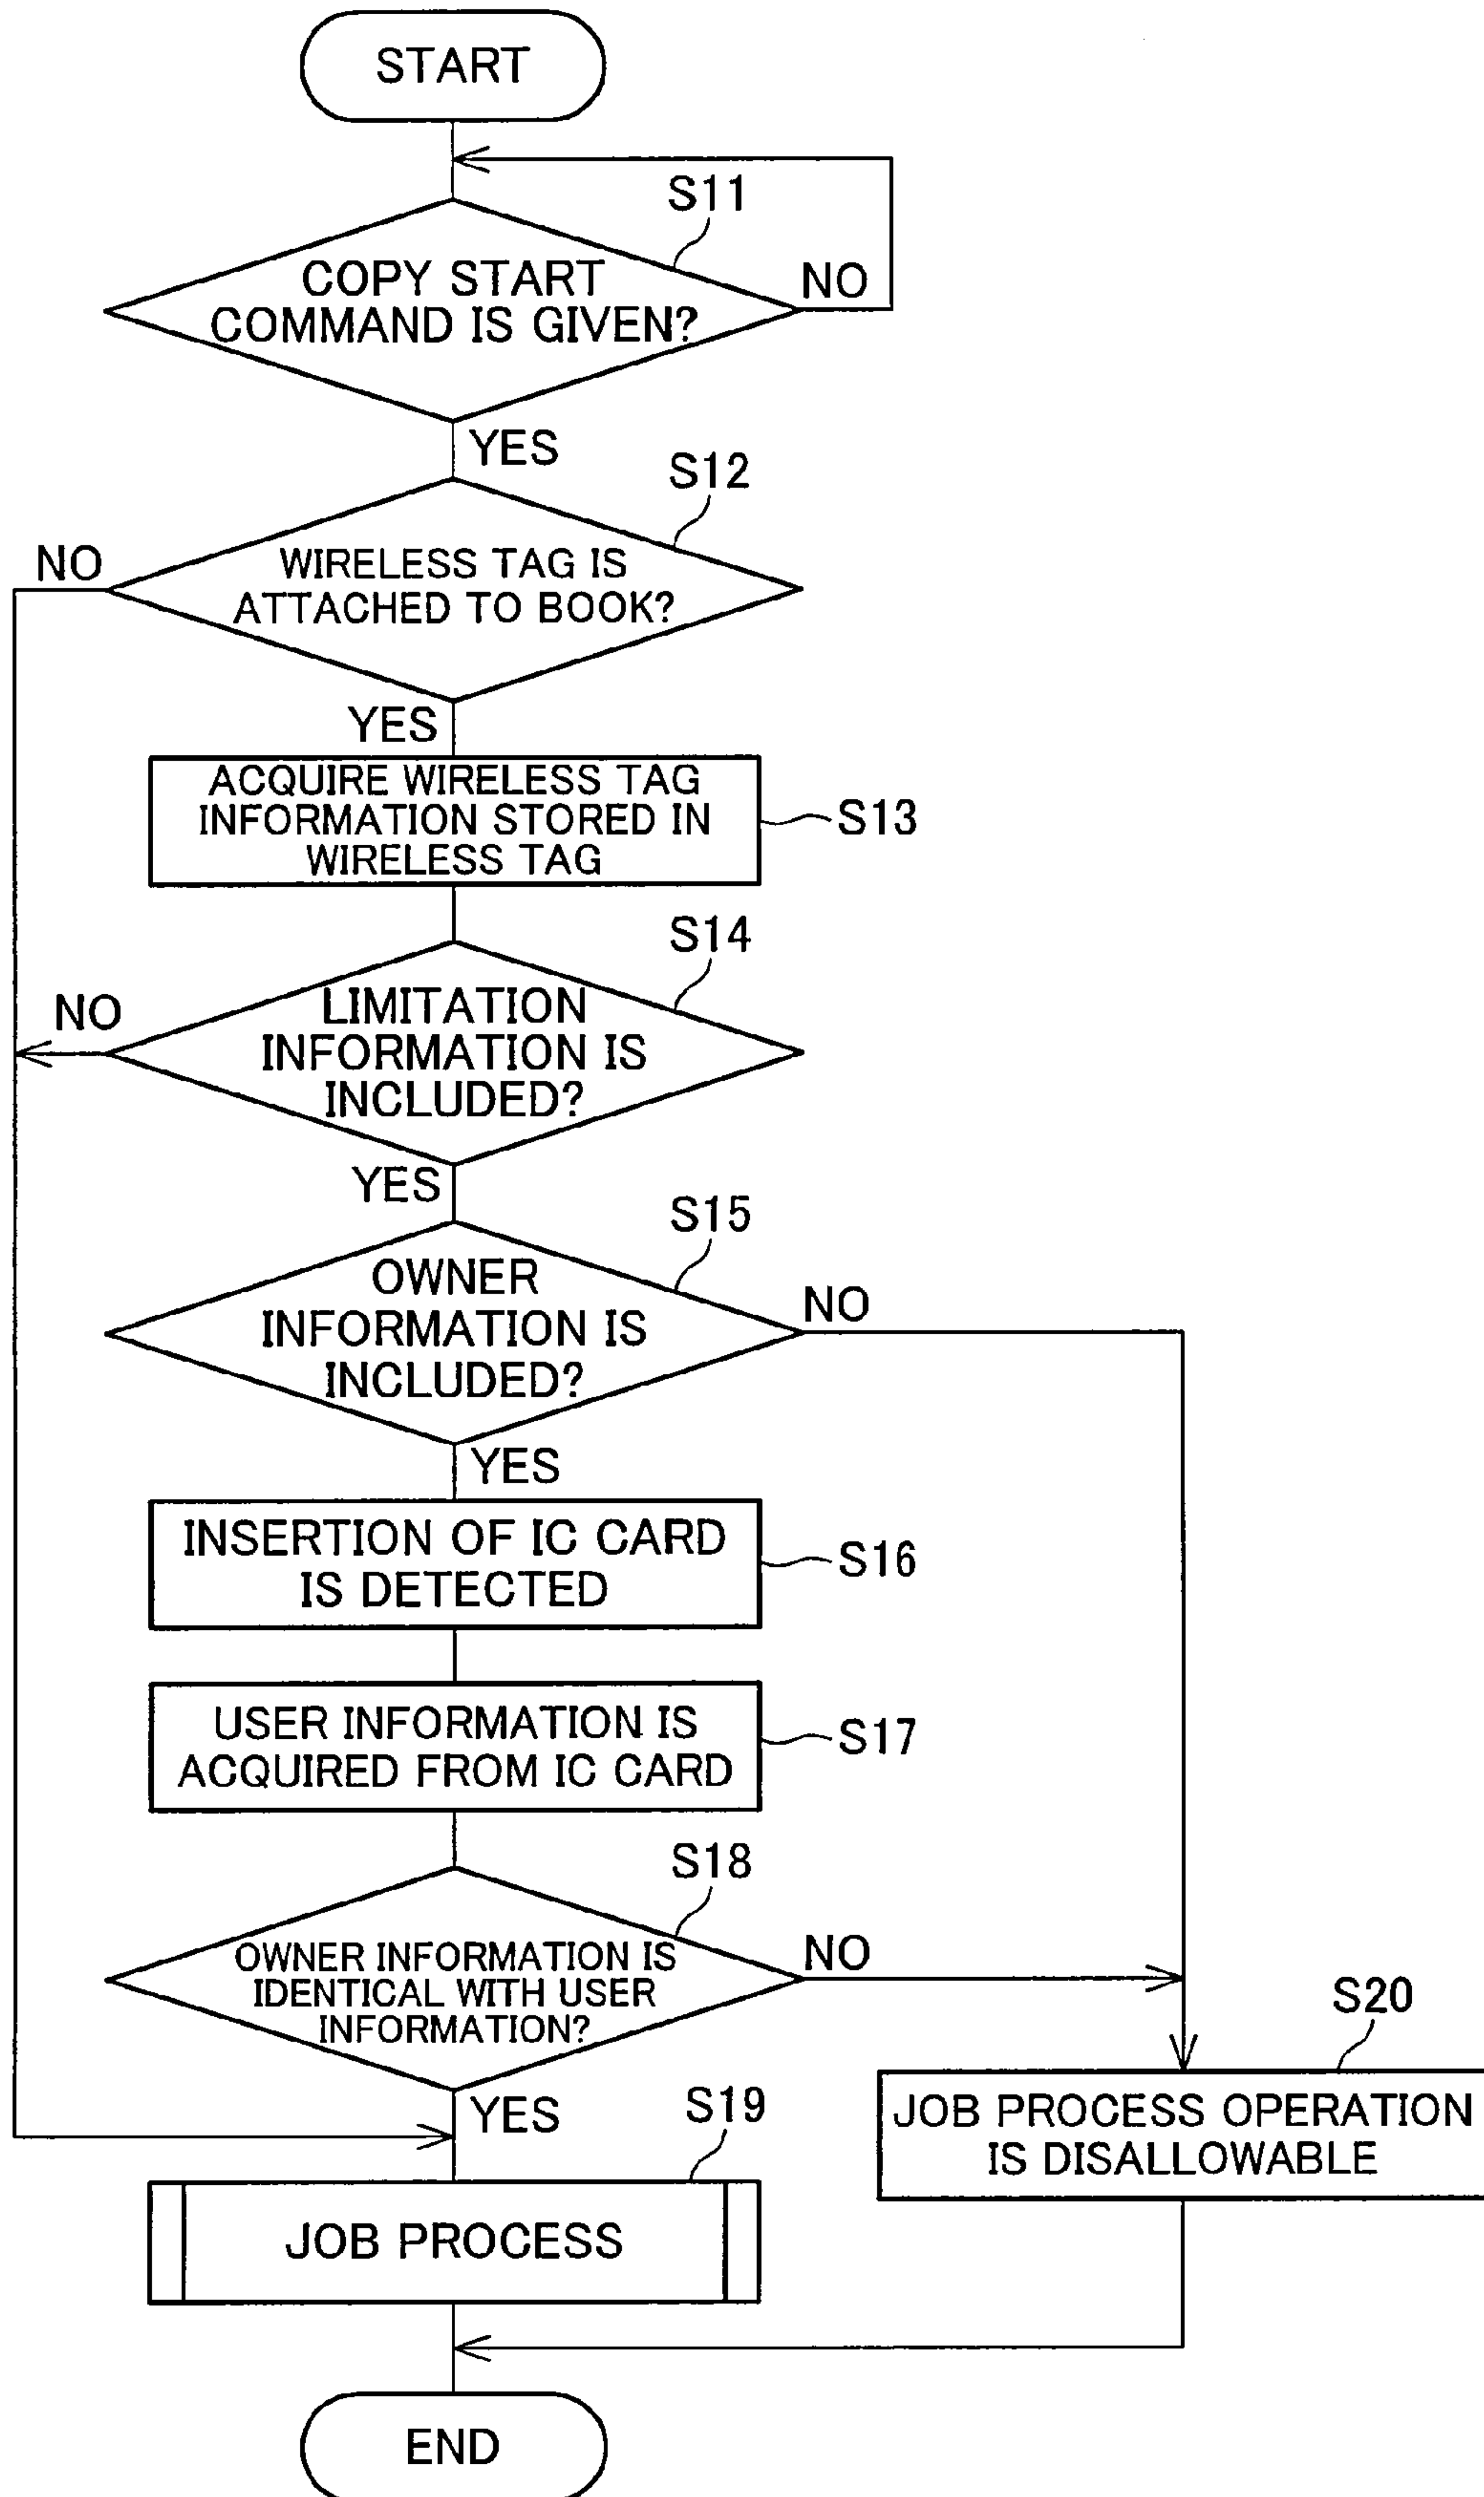 START
S11
COPY START
COMMAND IS GIVEN?
NO
YES
S12
NO
WIRELESS TAG IS
ATTACHED TO BOOK?
YES
ACQUIRE WIRELESS TAG
INFORMATION STORED IN
WIRELESS TAG
S13
S14
NO
LIMITATION
INFORMATION IS
INCLUDED?
YES
S15
OWNER
INFORMATION IS
INCLUDED?
NO
YES
INSERTION OF IC CARD
IS DETECTED
S16
USER INFORMATION IS
ACQUIRED FROM IC CARD
S17
S18
OWNER INFORMATION IS
IDENTICAL WITH USER
INFORMATION?
NO
YES
S20
JOB PROCESS OPERATION
IS DISALLOWABLE
S19
JOB PROCESS
END